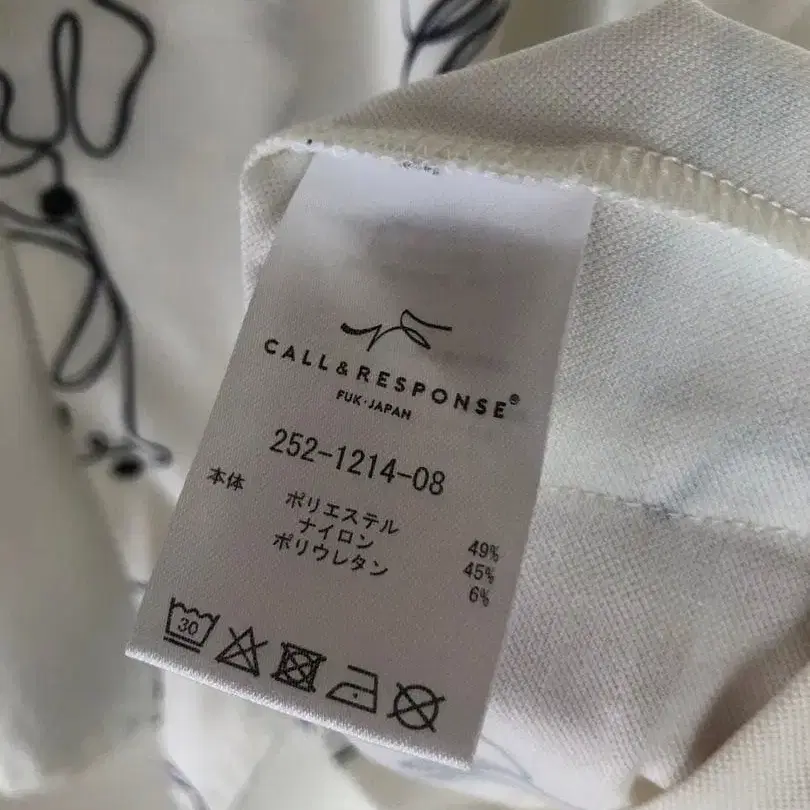 CALL&RESPONSE®
FUK·JAPAN
252-1214-08
本体 ポリエステル 49%
ナイロン 45%
ポリウレタン 6%
30